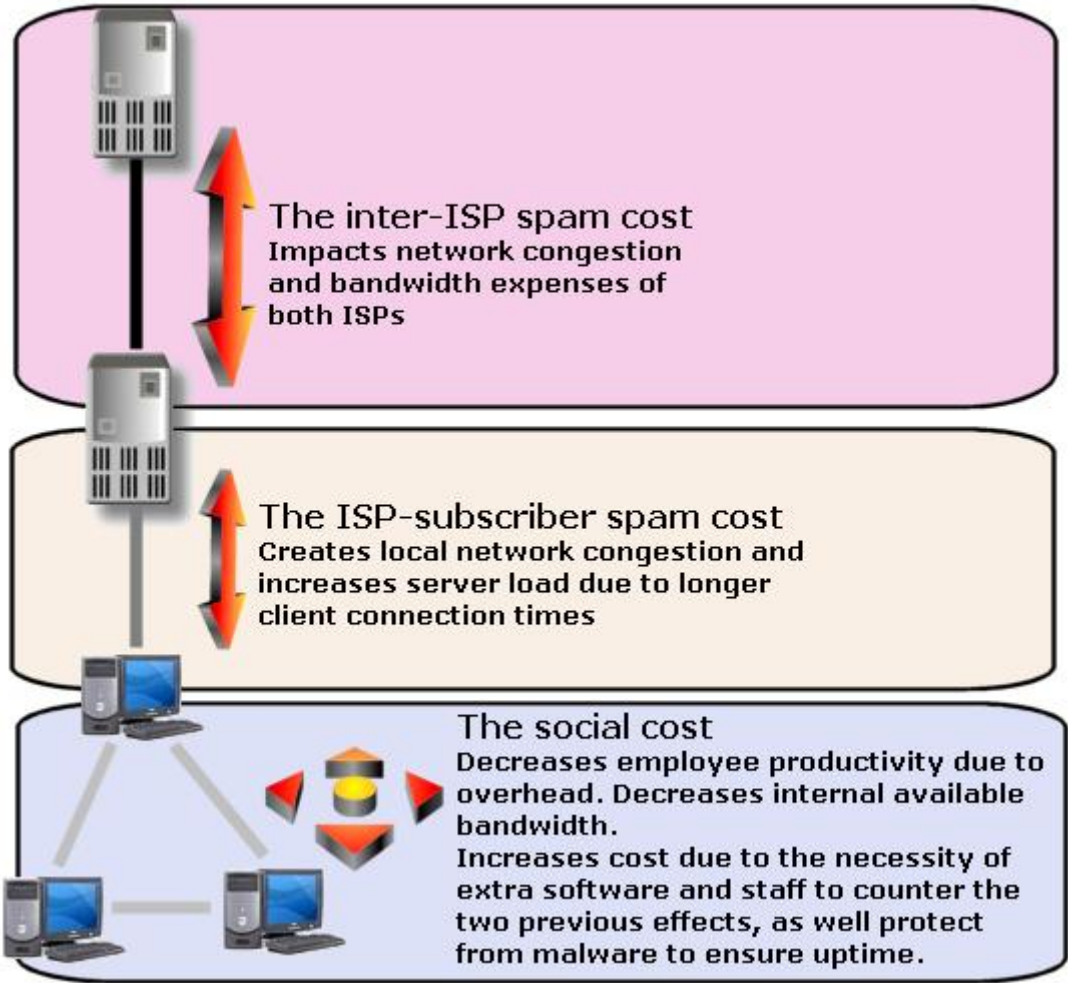 The inter-ISP spam cost
Impacts network congestion
and bandwidth expenses of
both ISPs
The ISP-subscriber spam cost
Creates local network congestion and
increases server load due to longer
client connection times
The social cost
Decreases employee productivity due to
overhead. Decreases internal available
bandwidth.
Increases cost due to the necessity of
extra software and staff to counter the
two previous effects, as well protect
from malware to ensure uptime.